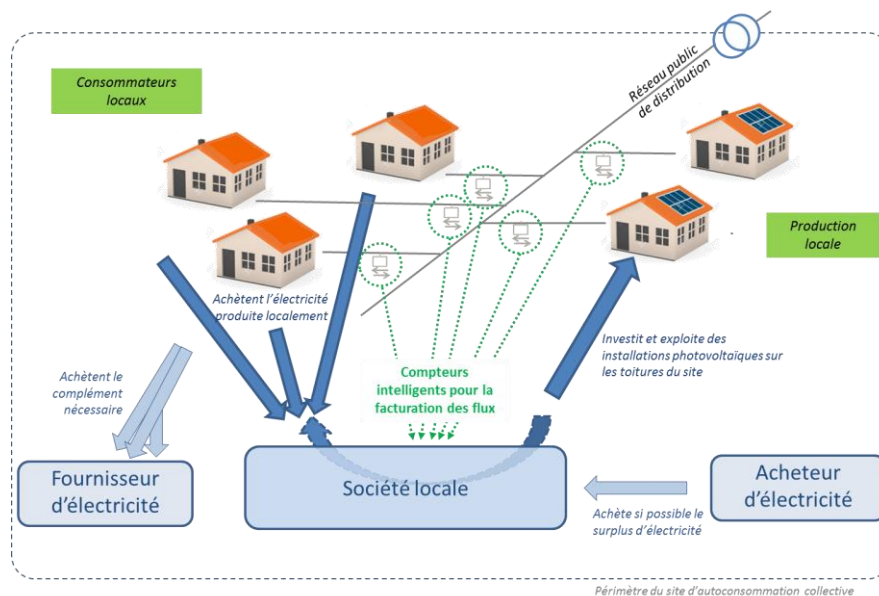 Consommateurs
locaux
Réseau public
de distribution
Production
locale
Achètent l'électricité
produite localement
Investit et exploite des
installations photovoltaïques sur
les toitures du site
Compteurs
intelligents pour la
facturation des flux
Achètent le
complément
nécessaire
Fournisseur
d'électricité
Société locale
Acheteur
d'électricité
Achète si possible le
surplus d'électricité
Périmètre du site d'autoconsommation collective